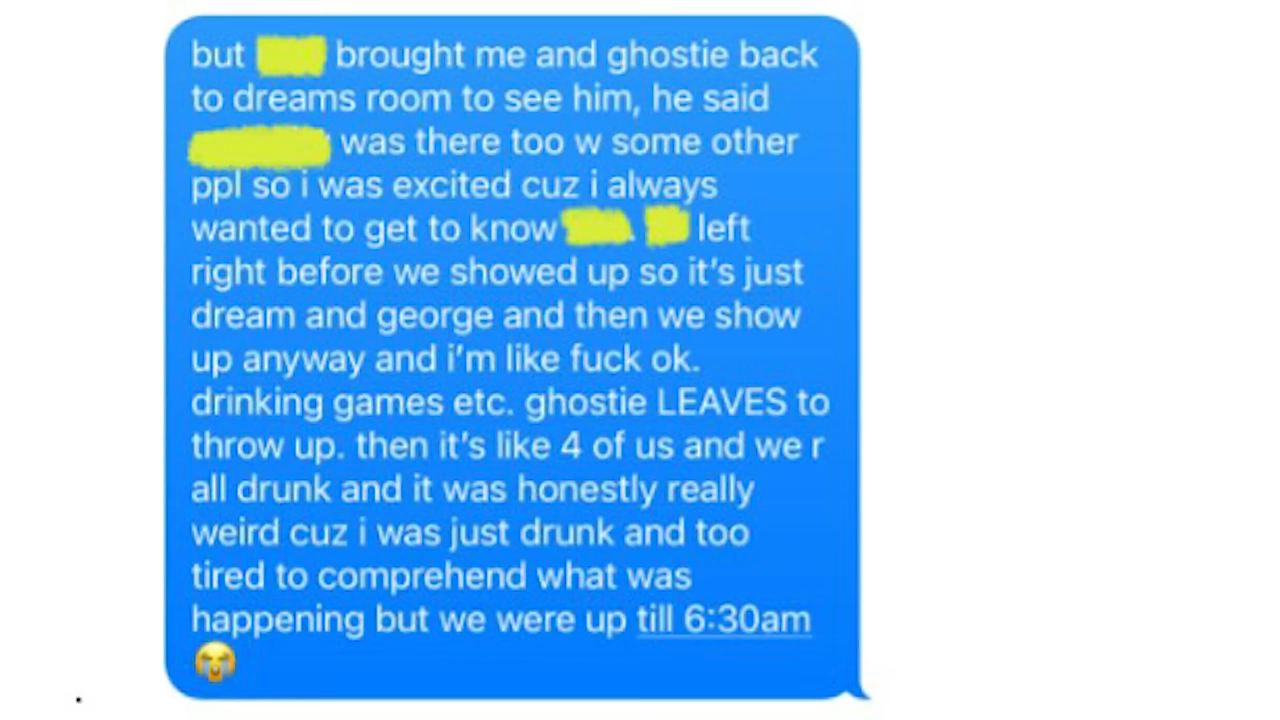 but brought me and ghostie back
to dreams room to see him, he said
was there too w some other
ppl so i was excited cuz i always
wanted to get to know . left
right before we showed up so it's just
dream and george and then we show
up anyway and i'm like fuck ok.
drinking games etc. ghostie LEAVES to
throw up. then it's like 4 of us and we r
all drunk and it was honestly really
weird cuz i was just drunk and too
tired to comprehend what was
happening but we were up till 6:30am
😭
.